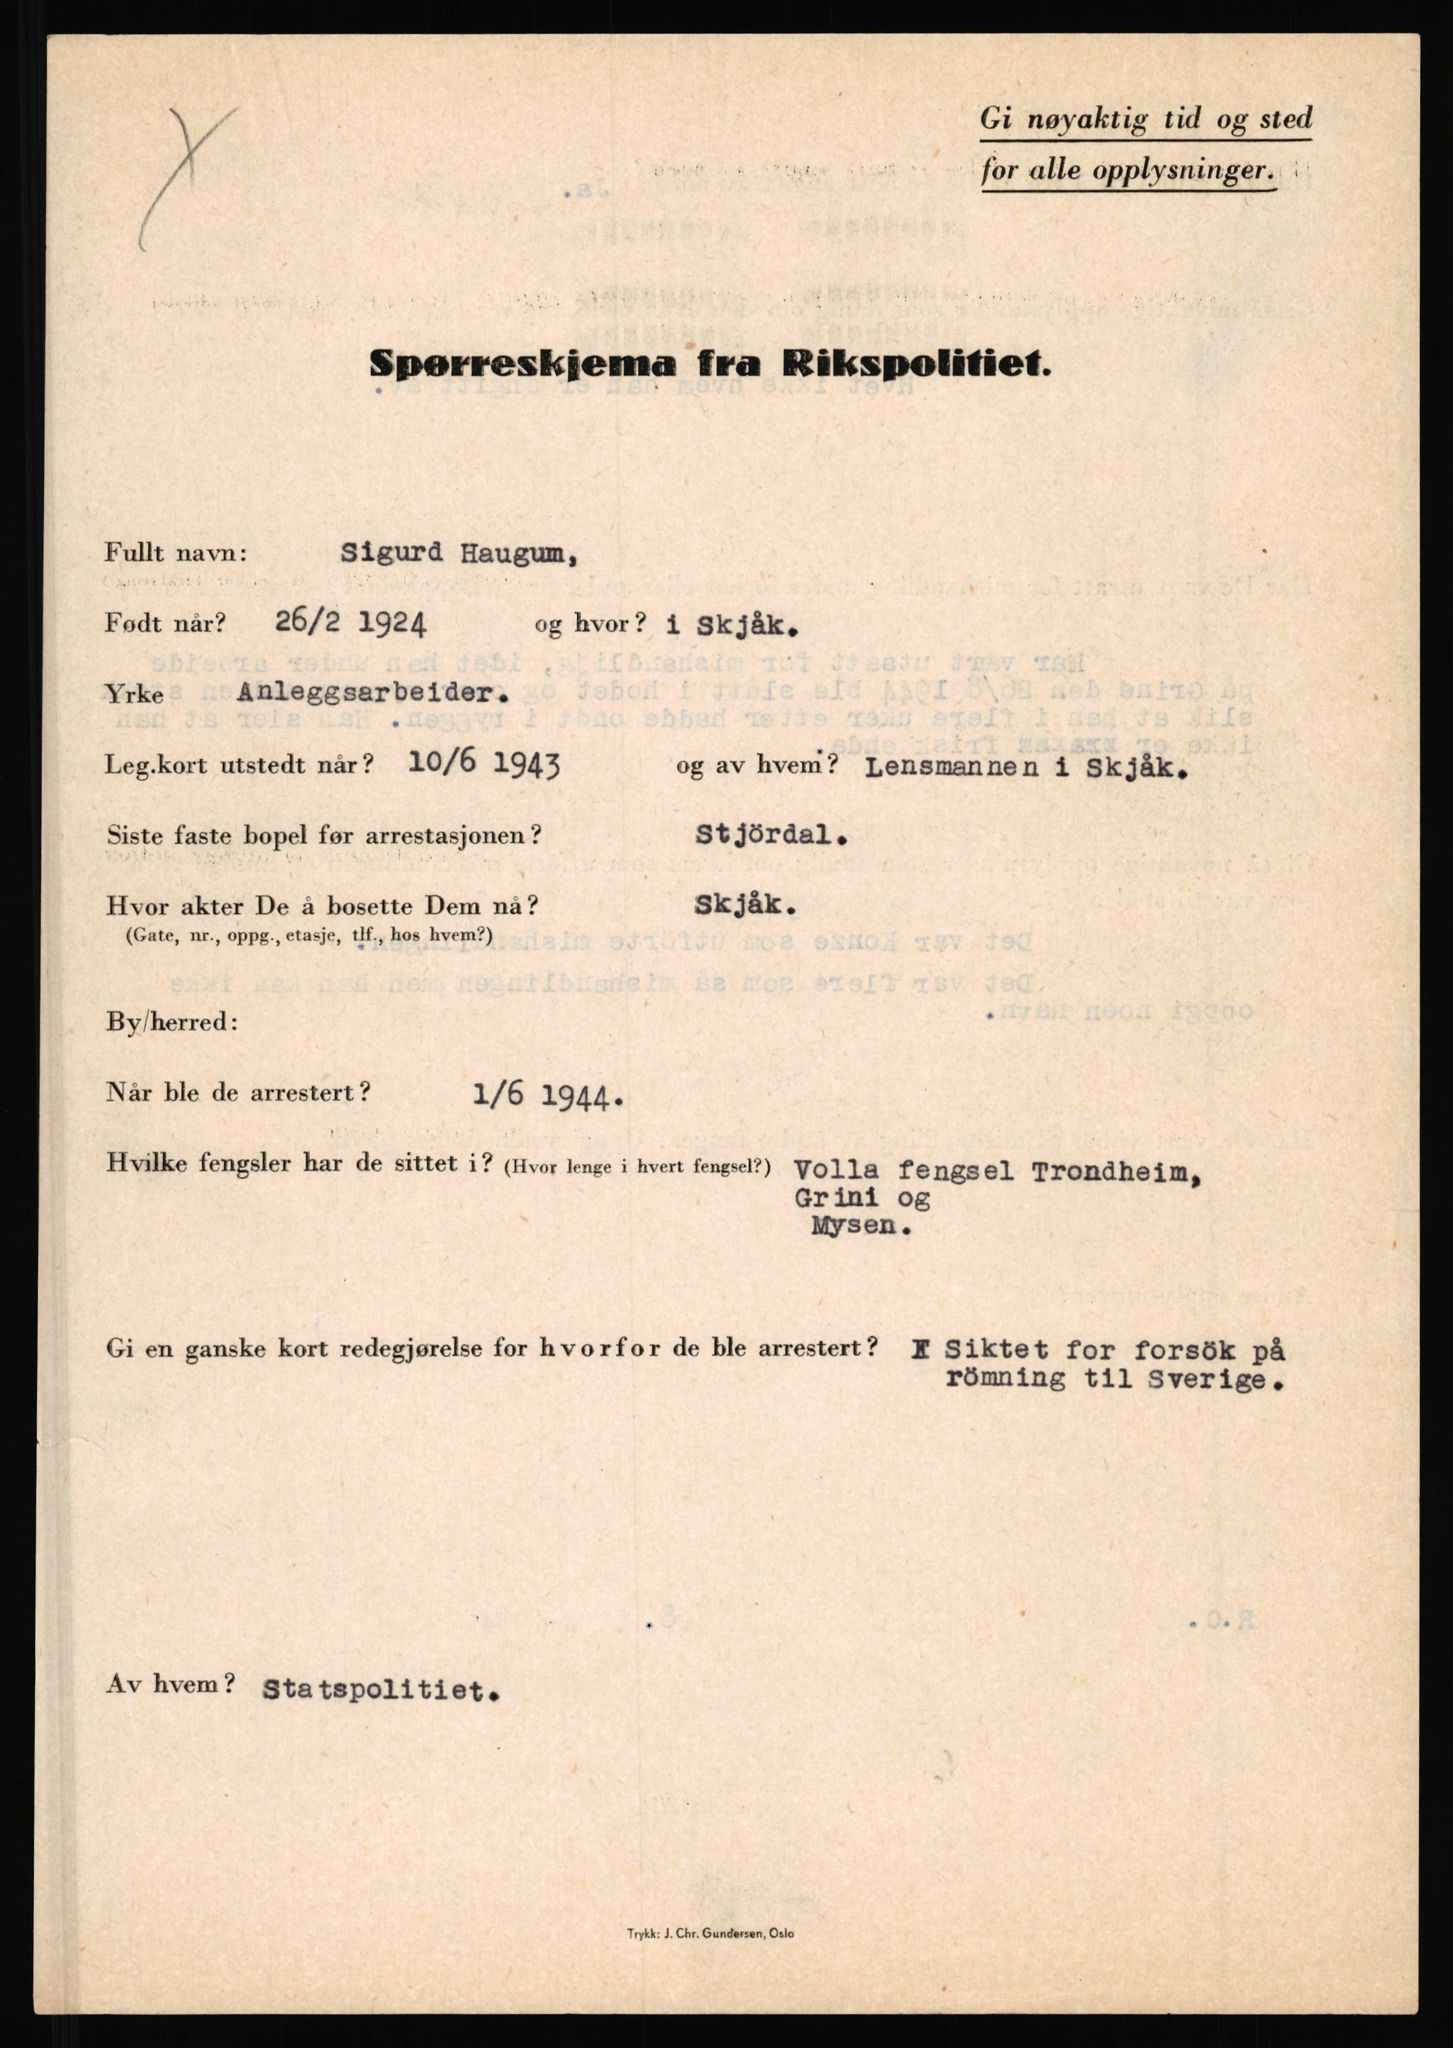 Gi nøyaktig tid og sted
for alle opplysninger.
Spørreskjema fra Rikspolitiet.
Fullt navn: Sigurd Haugum,
Født når? 26/2 1924 og hvor? i Skjåk.
Yrke Anleggsarbeider.
Leg.kort utstedt når? 10/6 1943 og av hvem? Lensmannen i Skjåk.
Siste faste bopel før arrestasjonen? Stjördal.
Hvor akter De å bosette Dem nå? Skjåk.
(Gate, nr., oppg., etasje, tlf., hos hvem?)
By/herred:
Når ble de arrestert? 1/6 1944.
Hvilke fengsler har de sittet i? (Hvor lenge i hvert fengsel?) Volla fengsel Trondheim,
Grini og
Mysen.
Gi en ganske kort redegjørelse for hvorfor de ble arrestert? Siktet for forsök på
römning til Sverige.
Av hvem? Statspolitiet.
Trykk: J. Chr. Gundersen, Oslo